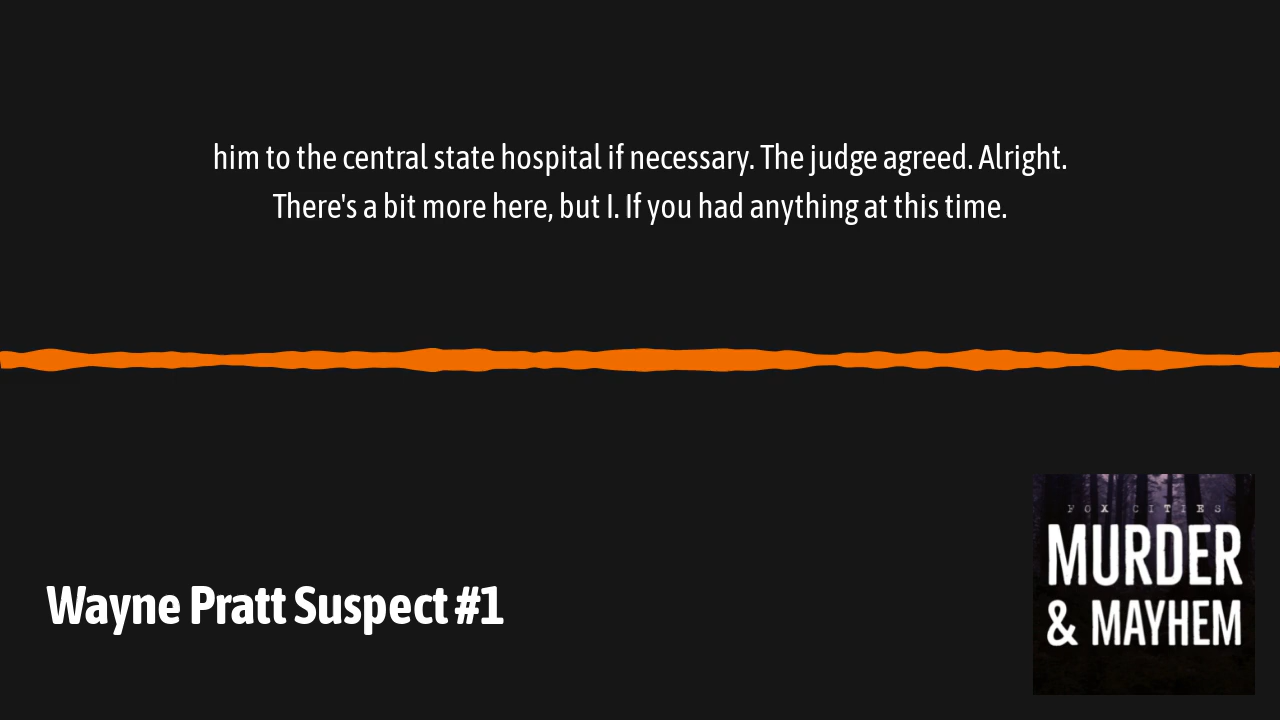 him to the central state hospital if necessary. The judge agreed. Alright.
There's a bit more here, but I. If you had anything at this time.
Wayne Pratt Suspect #1
FOX CITIES
MURDER
& MAYHEM